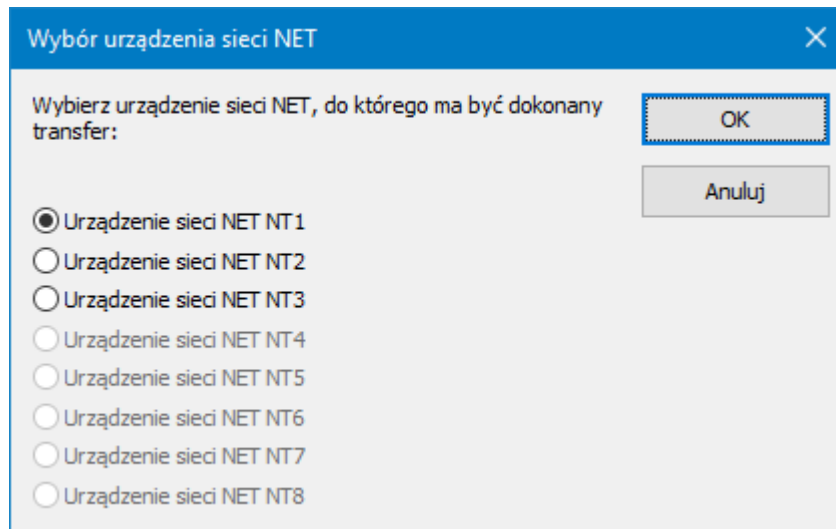 Wybór urządzenia sieci NET
Wybierz urządzenie sieci NET, do którego ma być dokonany
transfer:
OK
Anuluj
Urządzenie sieci NET NT1
Urządzenie sieci NET NT2
Urządzenie sieci NET NT3
Urządzenie sieci NET NT4
Urządzenie sieci NET NT5
Urządzenie sieci NET NT6
Urządzenie sieci NET NT7
Urządzenie sieci NET NT8